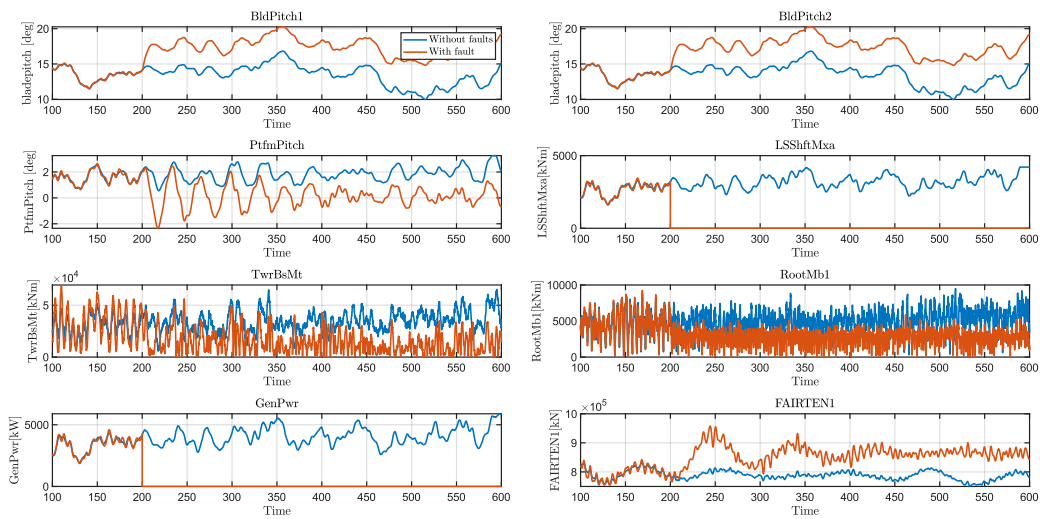 BldPitch1
bladepitch [deg]
20
15
10
Without faults
With fault
100 150 200 250 300 350 400 450 500 550 600
Time
BldPitch2
bladepitch [deg]
20
15
10
100 150 200 250 300 350 400 450 500 550 600
Time
PtfmPitch
PtfmPitch [deg]
2
0
-2
100 150 200 250 300 350 400 450 500 550 600
Time
LSShftMxa
LSShftMxa[kNm]
5000
0
100 150 200 250 300 350 400 450 500 550 600
Time
TwrBsMt
TwrBsMt[kNm]
× 10^4
5
0
100 150 200 250 300 350 400 450 500 550 600
Time
RootMb1
RootMb1[kNm]
10000
5000
0
100 150 200 250 300 350 400 450 500 550 600
Time
GenPwr
GenPwr[kW]
5000
0
100 150 200 250 300 350 400 450 500 550 600
Time
FAIRTEN1
FAIRTEN1[kN]
× 10^5
10
9
8
100 150 200 250 300 350 400 450 500 550 600
Time